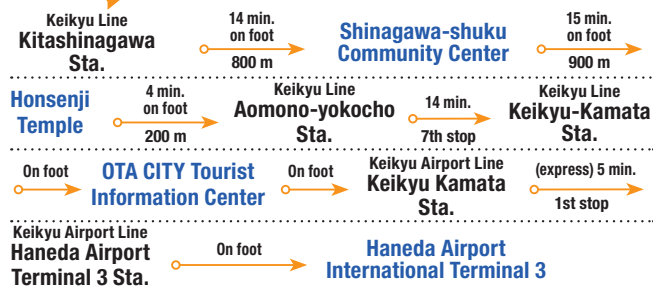 Keikyu Line
Kitashinagawa
Sta.
14 min.
on foot
800 m
Shinagawa-shuku
Community Center
15 min.
on foot
900 m
Honsenji
Temple
4 min.
on foot
200 m
Keikyu Line
Aomono-yokocho
Sta.
14 min.
7th stop
Keikyu Line
Keikyu-Kamata
Sta.
On foot
OTA CITY Tourist
Information Center
On foot
Keikyu Airport Line
Keikyu Kamata
Sta.
(express) 5 min.
1st stop
Keikyu Airport Line
Haneda Airport
Terminal 3 Sta.
On foot
Haneda Airport
International Terminal 3